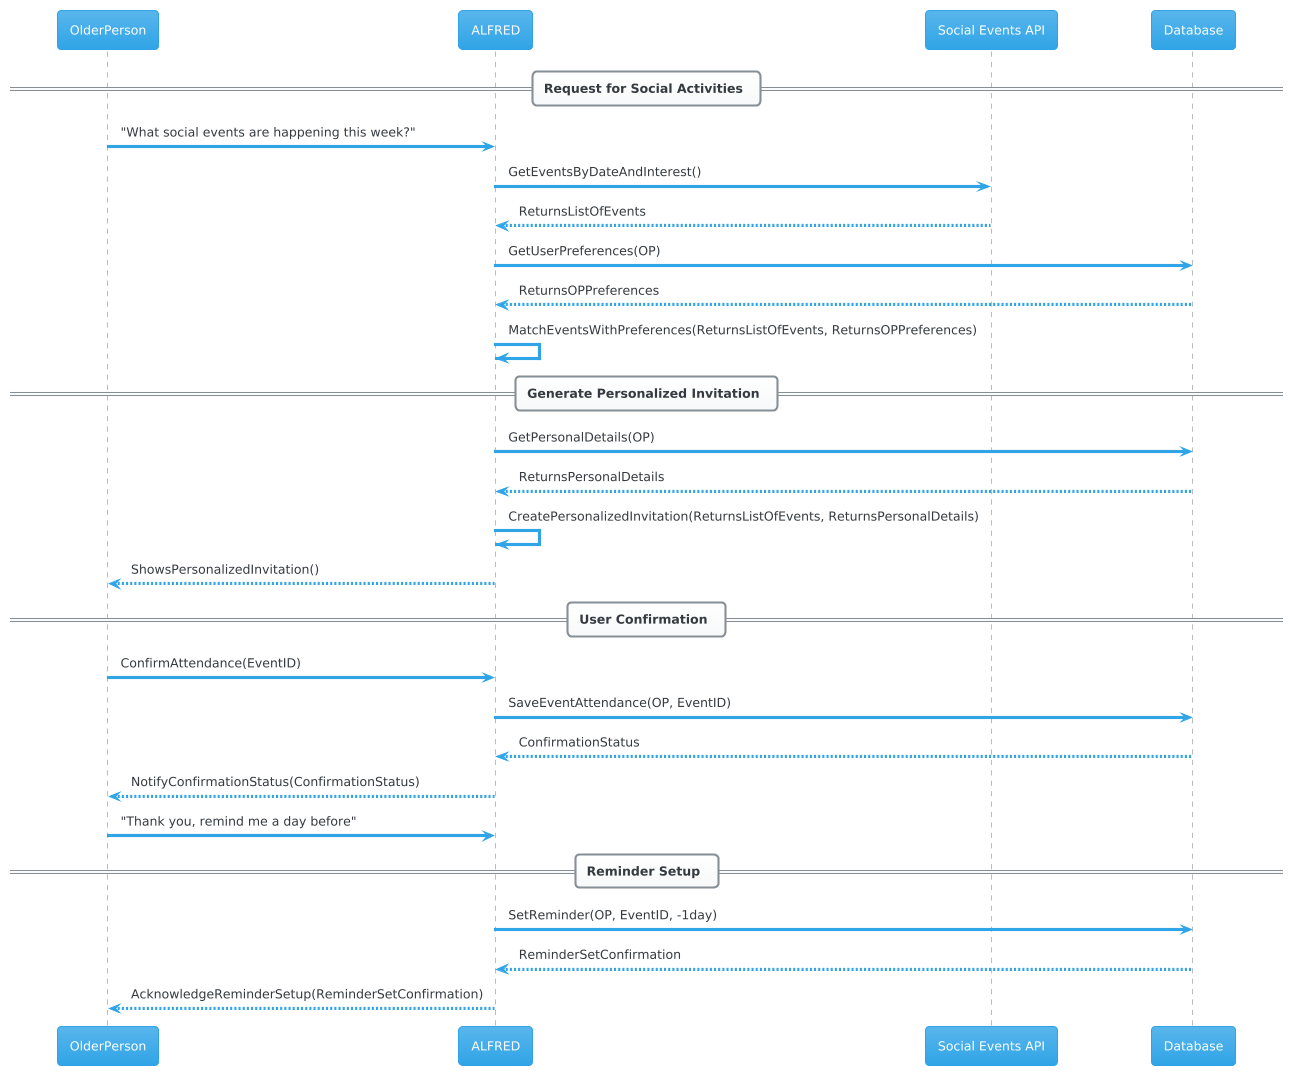 OlderPerson
ALFRED
Social Events API
Database
Request for Social Activities
"What social events are happening this week?"
GetEventsByDateAndInterest()
ReturnsListOfEvents
GetUserPreferences(OP)
ReturnsOPPreferences
MatchEventsWithPreferences(ReturnsListOfEvents, ReturnsOPPreferences)
Generate Personalized Invitation
GetPersonalDetails(OP)
ReturnsPersonalDetails
CreatePersonalizedInvitation(ReturnsListOfEvents, ReturnsPersonalDetails)
ShowsPersonalizedInvitation()
User Confirmation
ConfirmAttendance(EventID)
SaveEventAttendance(OP, EventID)
ConfirmationStatus
NotifyConfirmationStatus(ConfirmationStatus)
"Thank you, remind me a day before"
Reminder Setup
SetReminder(OP, EventID, -1day)
ReminderSetConfirmation
AcknowledgeReminderSetup(ReminderSetConfirmation)
OlderPerson
ALFRED
Social Events API
Database